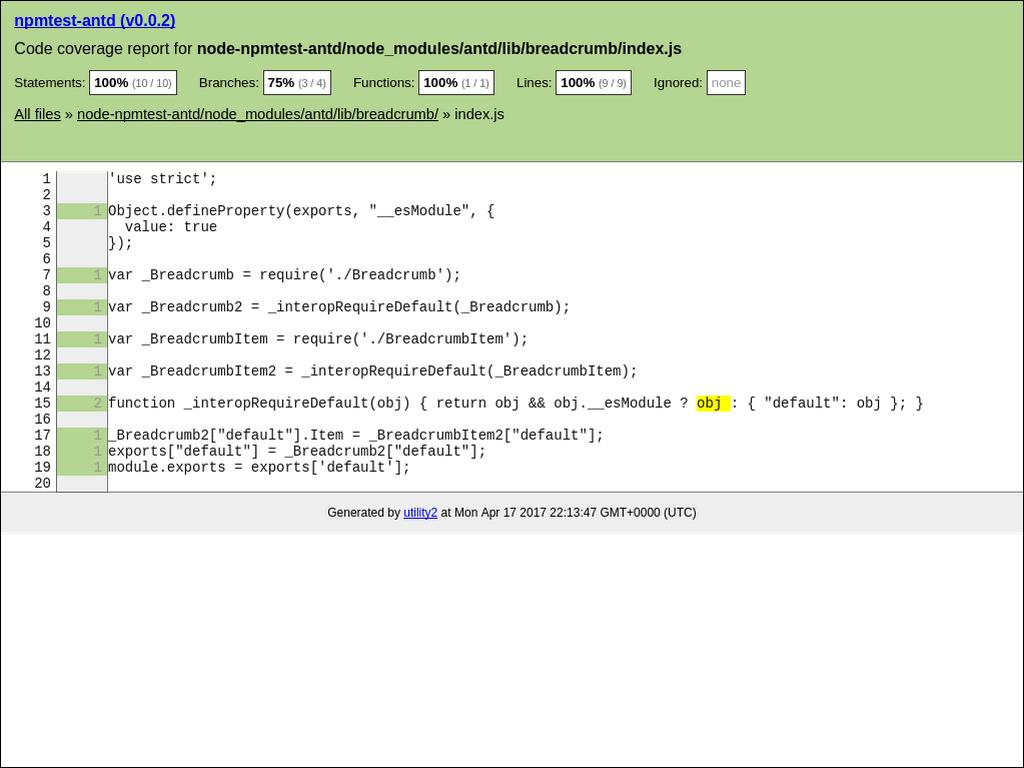 npmtest-antd (v0.0.2)
Code coverage report for node-npmtest-antd/node_modules/antd/lib/breadcrumb/index.js
Statements: 100% (10 / 10) Branches: 75% (3 / 4) Functions: 100% (1 / 1) Lines: 100% (9 / 9) Ignored: none
All files » node-npmtest-antd/node_modules/antd/lib/breadcrumb/ » index.js
1 'use strict';
2
3 1 Object.defineProperty(exports, "__esModule", {
4   value: true
5 });
6
7 1 var _Breadcrumb = require('./Breadcrumb');
8
9 1 var _Breadcrumb2 = _interopRequireDefault(_Breadcrumb);
10
11 1 var _BreadcrumbItem = require('./BreadcrumbItem');
12
13 1 var _BreadcrumbItem2 = _interopRequireDefault(_BreadcrumbItem);
14
15 2 function _interopRequireDefault(obj) { return obj && obj.__esModule ? obj : { "default": obj }; }
16
17 1 _Breadcrumb2["default"].Item = _BreadcrumbItem2["default"];
18 1 exports["default"] = _Breadcrumb2["default"];
19 1 module.exports = exports['default'];
20
Generated by utility2 at Mon Apr 17 2017 22:13:47 GMT+0000 (UTC)